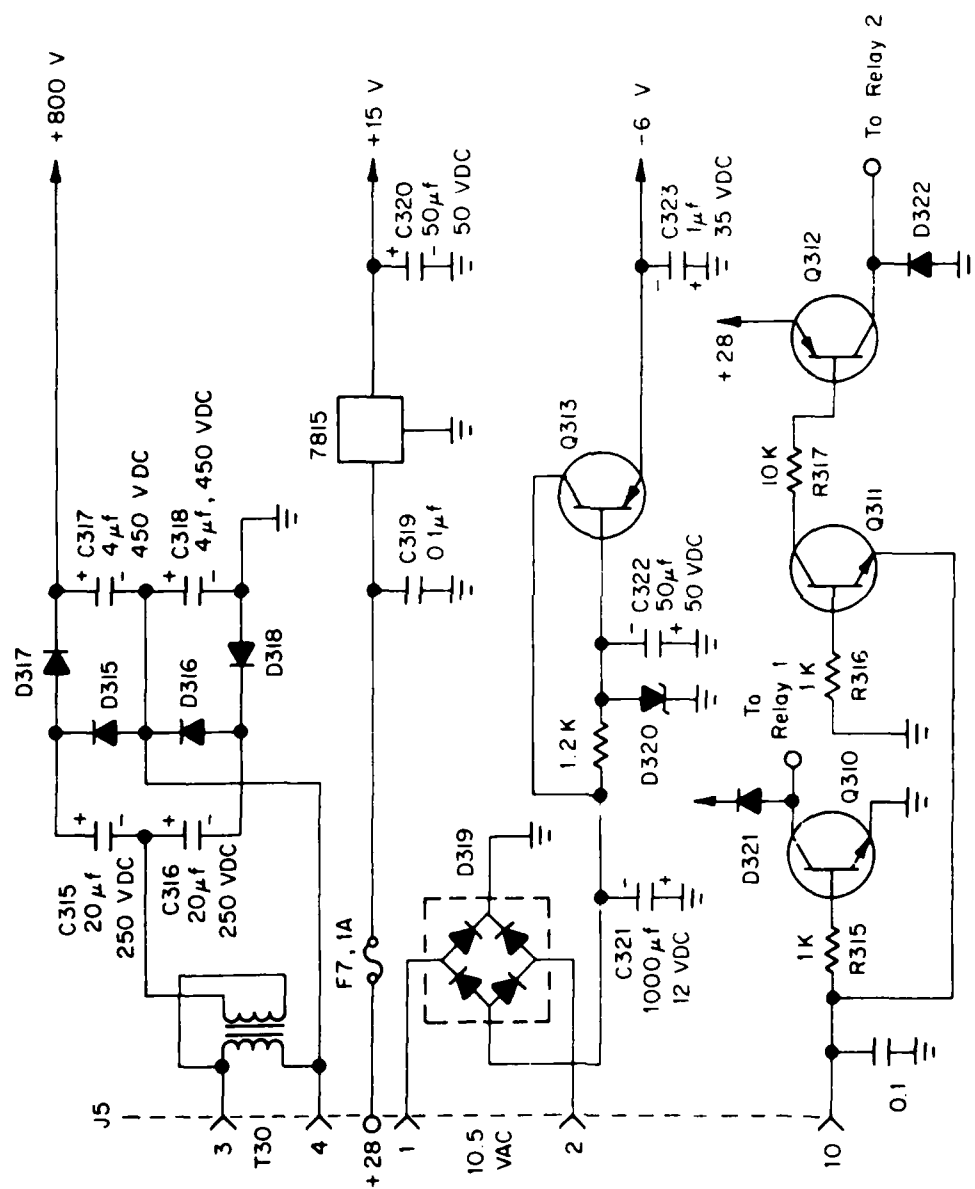 J5
3
T30
4
+28
1
10.5
VAC
2
10
C315
20μf
250 VDC
C316
20μf
250 VDC
D317
D315
D316
D318
C317
4μf
450 VDC
C318
4μf, 450 VDC
+800 V
F7, 1A
C319
0.1μf
7815
+
C320
50μf
- 50 VDC
+15 V
D319
C321
1000μf
12 VDC
1.2 K
D320
C322
50μf
50 VDC
Q313
C323
1μf
35 VDC
-6 V
0.1
1K
R315
D321
To
Relay 1
Q310
1 K
R316
Q311
10 K
R317
+28
Q312
D322
To Relay 2